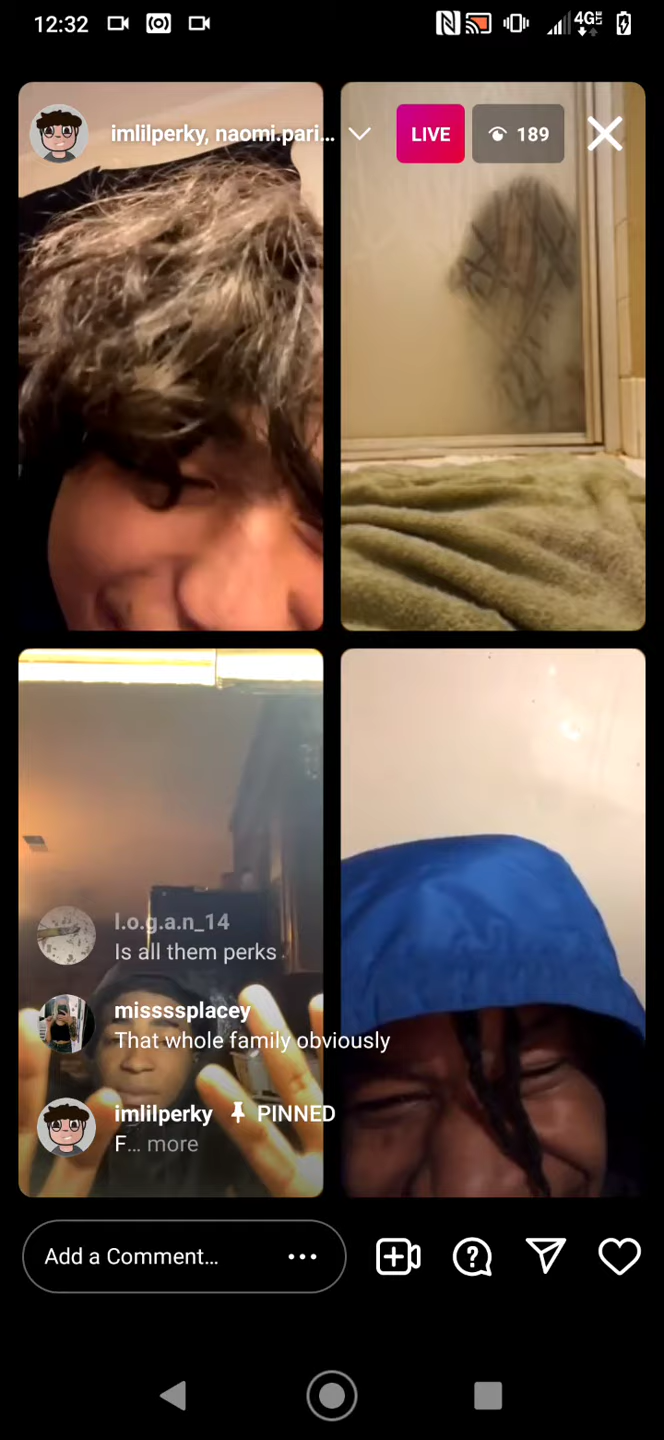 12:32
4G LTE
imlilperky, naomi.pari...
LIVE
189
l.o.g.a.n_14
Is all them perks
missssplacey
That whole family obviously
imlilperky PINNED
F... more
Add a Comment...